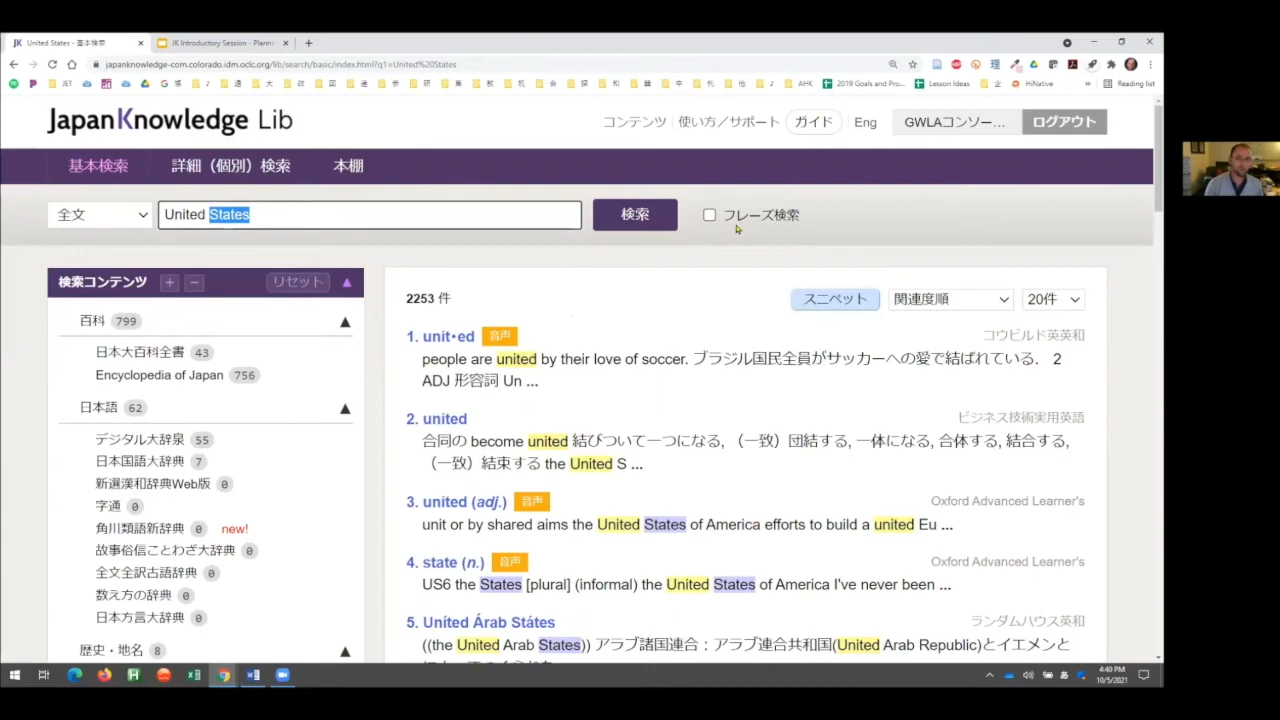 United States - 基本検索
JK Introductory Session - Plannin
japanknowledge-com.colorado.idm.oclc.org/lib/search/basic/index.html?q1=United%20States
JET
AHK
2019 Goals and Pro...
Lesson Ideas
HiNative
Reading list
JapanKnowledge Lib
コンテンツ 使い方／サポート ガイド Eng GWLAコンソー... ログアウト
基本検索 詳細（個別）検索 本棚
全文 United States 検索 フレーズ検索
検索コンテンツ + − リセット
百科 799
日本大百科全書 43
Encyclopedia of Japan 756
日本語 62
デジタル大辞泉 55
日本国語大辞典 7
新選漢和辞典Web版 0
字通 0
角川類語新辞典 0 new!
故事俗信ことわざ大辞典 0
全文全訳古語辞典 0
数え方の辞典 0
日本方言大辞典 0
歴史・地名 8
2253 件 スニペット 関連度順 20件
1. unit•ed 音声 コウビルド英英和
people are united by their love of soccer. ブラジル国民全員がサッカーへの愛で結ばれている． 2
ADJ 形容詞 Un ...
2. united ビジネス技術実用英語
合同の become united 結びついて一つになる, （一致）団結する, 一体になる, 合体する, 結合する,
（一致）結束する the United S ...
3. united (adj.) 音声 Oxford Advanced Learner's
unit or by shared aims the United States of America efforts to build a united Eu ...
4. state (n.) 音声 Oxford Advanced Learner's
US6 the States [plural] (informal) the United States of America I've never been ...
5. Uníted Árab Státes ランダムハウス英和
((the United Arab States)) アラブ諸国連合：アラブ連合共和国(United Arab Republic)とイエメンと
4:40 PM
10/5/2021